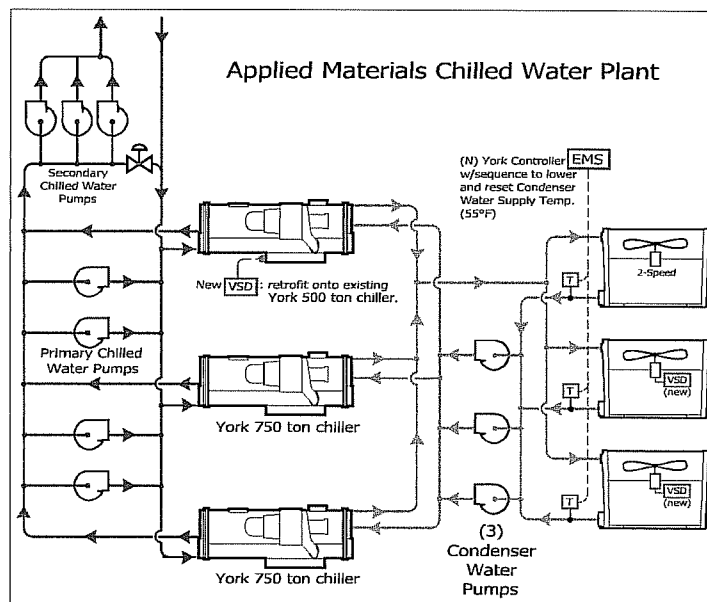 Applied Materials Chilled Water Plant
Secondary
Chilled Water
Pumps
(N) York Controller
w/sequence to lower
and reset Condenser
Water Supply Temp.
(55°F)
EMS
2-Speed
T
New VSD : retrofit onto existing
York 500 ton chiller.
Primary Chilled
Water Pumps
T
VSD
(new)
York 750 ton chiller
T
VSD
(new)
(3)
Condenser
Water
Pumps
York 750 ton chiller